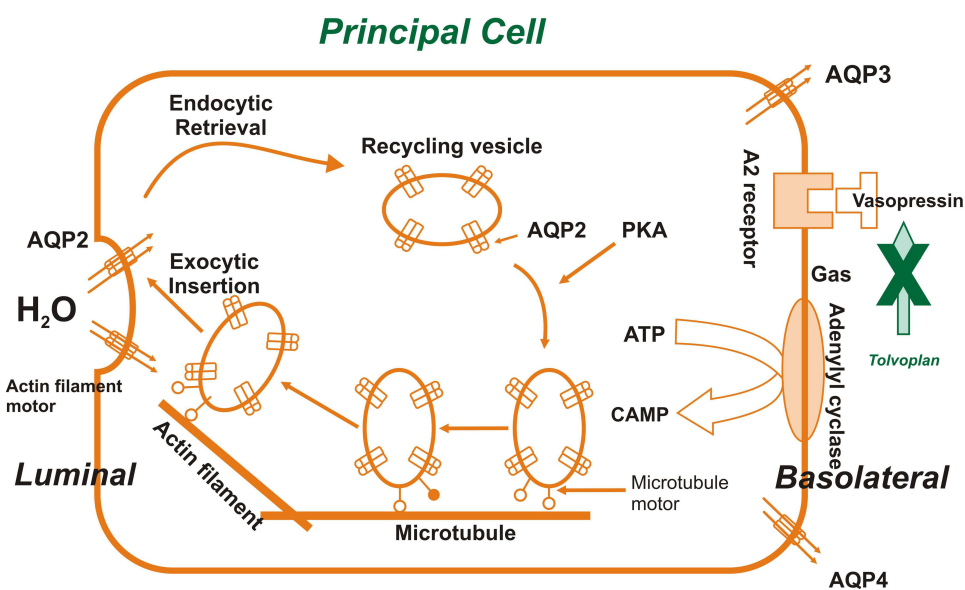 Principal Cell
AQP3
Endocytic
Retrieval
Recycling vesicle
A2 receptor
Vasopressin
AQP2
AQP2
PKA
Exocytic
Insertion
Gas
H₂O
ATP
Adenylyl cyclase
Tolvoplan
Actin filament
motor
CAMP
Actin filament
Luminal
Basolateral
Microtubule
motor
Microtubule
AQP4